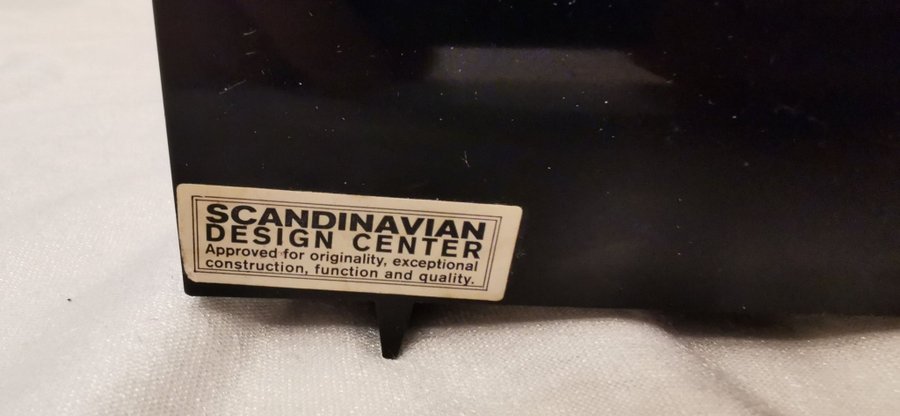 SCANDINAVIAN
DESIGN CENTER
Approved for originality, exceptional
construction, function and quality.